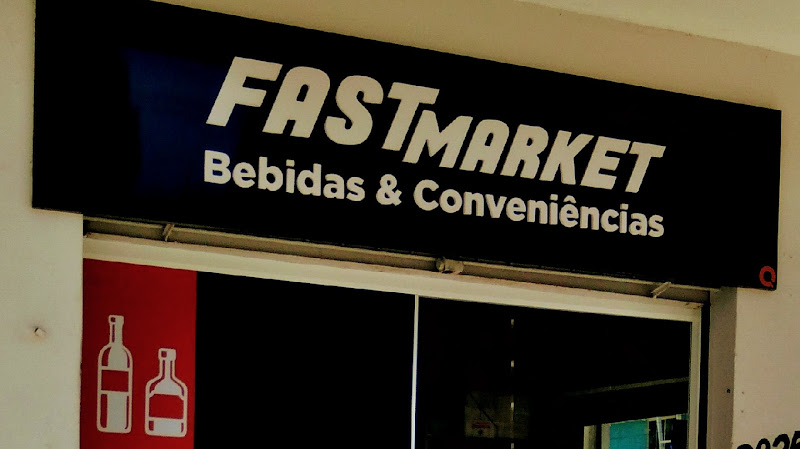 FASTMARKET
Bebidas & Conveniências